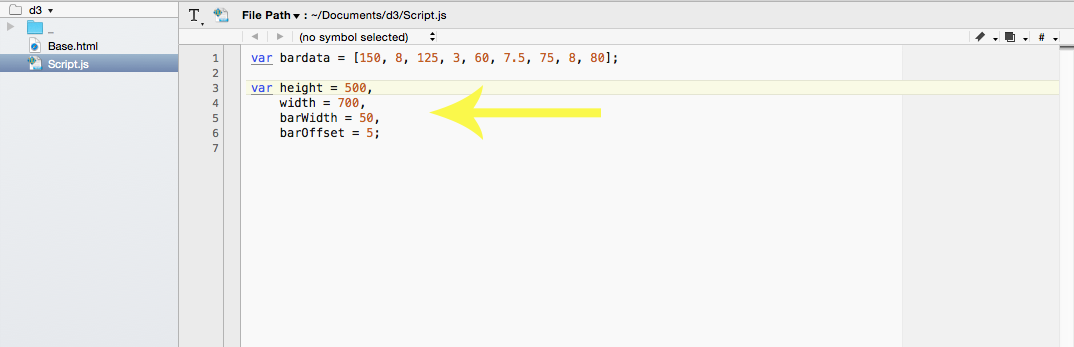 d3
_
Base.html
Script.js
T.
File Path : ~/Documents/d3/Script.js
(no symbol selected)
#
1 var bardata = [150, 8, 125, 3, 60, 7.5, 75, 8, 80];
2
3 var height = 500,
4 width = 700,
5 barWidth = 50,
6 barOffset = 5;
7